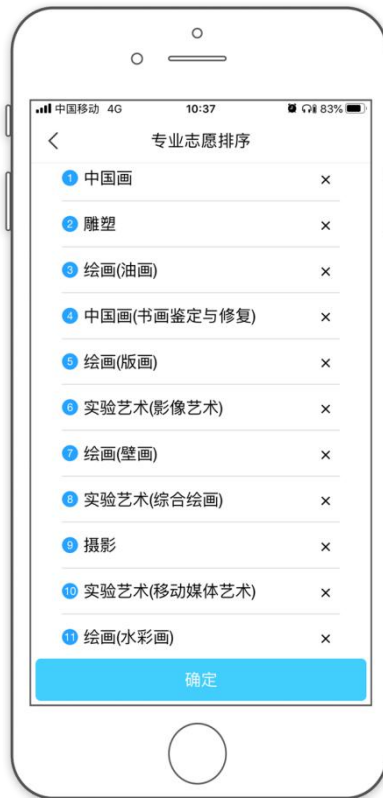 中国移动 4G 10:37 83%
专业志愿排序
1 中国画 ×
2 雕塑 ×
3 绘画(油画) ×
4 中国画(书画鉴定与修复) ×
5 绘画(版画) ×
6 实验艺术(影像艺术) ×
7 绘画(壁画) ×
8 实验艺术(综合绘画) ×
9 摄影 ×
10 实验艺术(移动媒体艺术) ×
11 绘画(水彩画) ×
确定